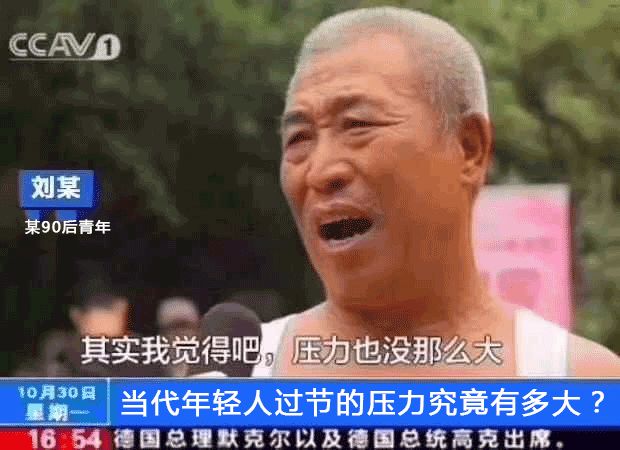 CCAV1
刘某
某90后青年
其实我觉得吧，压力也没那么大
10月30日
星期一
当代年轻人过节的压力究竟有多大？
16:54
德国总理默克尔以及德国总统高克出席。